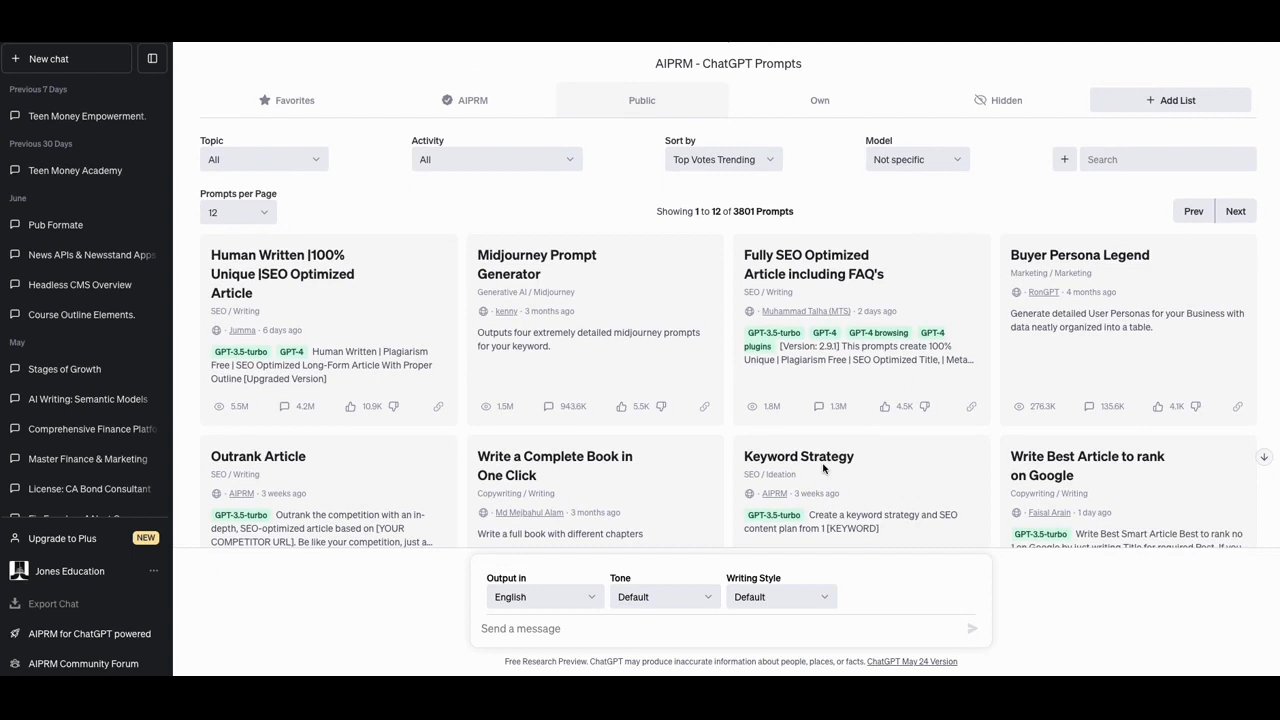 New chat
Previous 7 Days
Teen Money Empowerment.
Previous 30 Days
Teen Money Academy
June
Pub Formate
News APIs & Newsstand Apps
Headless CMS Overview
Course Outline Elements.
May
Stages of Growth
AI Writing: Semantic Models
Comprehensive Finance Platfo
Master Finance & Marketing
License: CA Bond Consultant
Upgrade to Plus NEW
Jones Education ...
Export Chat
AIPRM for ChatGPT powered
AIPRM Community Forum
AIPRM - ChatGPT Prompts
Favorites AIPRM Public Own Hidden + Add List
Topic Activity Sort by Model
All All Top Votes Trending Not specific + Search
Prompts per Page
12 Showing 1 to 12 of 3801 Prompts Prev Next
Human Written |100%
Unique |SEO Optimized
Article
SEO / Writing
· Jumma · 6 days ago
GPT-3.5-turbo GPT-4 Human Written | Plagiarism
Free | SEO Optimized Long-Form Article With Proper
Outline [Upgraded Version]
5.5M 4.2M 10.9K
Midjourney Prompt
Generator
Generative AI / Midjourney
· kenny · 3 months ago
Outputs four extremely detailed midjourney prompts
for your keyword.
1.5M 943.6K 5.5K
Fully SEO Optimized
Article including FAQ's
SEO / Writing
· Muhammad Talha (MTS) · 2 days ago
GPT-3.5-turbo GPT-4 GPT-4 browsing GPT-4
plugins [Version: 2.9.1] This prompts create 100%
Unique | Plagiarism Free | SEO Optimized Title, | Meta...
1.8M 1.3M 4.5K
Buyer Persona Legend
Marketing / Marketing
· RonGPT · 4 months ago
Generate detailed User Personas for your Business with
data neatly organized into a table.
276.3K 135.6K 4.1K
Outrank Article
SEO / Writing
· AIPRM · 3 weeks ago
GPT-3.5-turbo Outrank the competition with an in-
depth, SEO-optimized article based on [YOUR
COMPETITOR URL]. Be like your competition, just a...
Write a Complete Book in
One Click
Copywriting / Writing
· Md Mejbahul Alam · 3 months ago
Write a full book with different chapters
Keyword Strategy
SEO / Ideation
· AIPRM · 3 weeks ago
GPT-3.5-turbo Create a keyword strategy and SEO
content plan from 1 [KEYWORD]
Write Best Article to rank
on Google
Copywriting / Writing
· Faisal Arain · 1 day ago
GPT-3.5-turbo Write Best Smart Article Best to rank no
1 on Google by just writing Title for required Post. If you
Output in Tone Writing Style
English Default Default
Send a message
Free Research Preview. ChatGPT may produce inaccurate information about people, places, or facts. ChatGPT May 24 Version